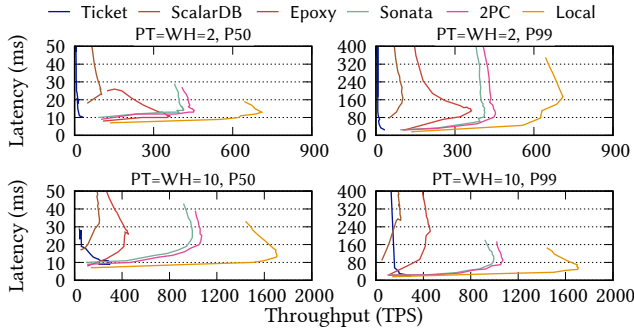 Ticket ScalarDB Epoxy Sonata 2PC Local
PT=WH=2, P50
PT=WH=2, P99
Latency (ms)
50
40
30
20
10
0
0 300 600 900
400
320
240
160
80
0
0 300 600 900
PT=WH=10, P50
PT=WH=10, P99
Latency (ms)
50
40
30
20
10
0
0 400 800 1200 1600 2000
400
320
240
160
80
0
0 400 800 1200 1600 2000
Throughput (TPS)